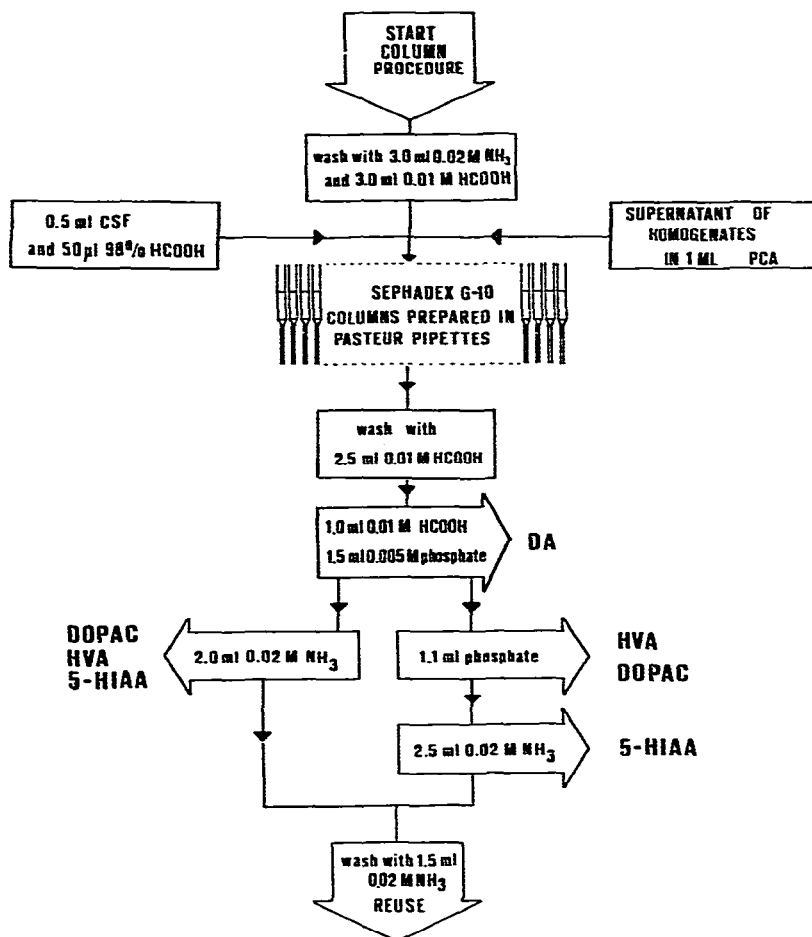 START
COLUMN
PROCEDURE
wash with 3.0 ml 0.02 M NH3
and 3.0 ml 0.01 M HCOOH
0.5 ml CSF
and 50 µl 98% HCOOH
SUPERNATANT OF
HOMOGENATES
IN 1 ML PCA
SEPHADEX G-10
COLUMNS PREPARED IN
PASTEUR PIPETTES
wash with
2.5 ml 0.01 M HCOOH
1.0 ml 0.01 M HCOOH
1.5 ml 0.005 M phosphate
DA
DOPAC
HVA
5-HIAA
2.0 ml 0.02 M NH3
1.1 ml phosphate
HVA
DOPAC
2.5 ml 0.02 M NH3
5-HIAA
wash with 1.5 ml
0.02 M NH3
REUSE